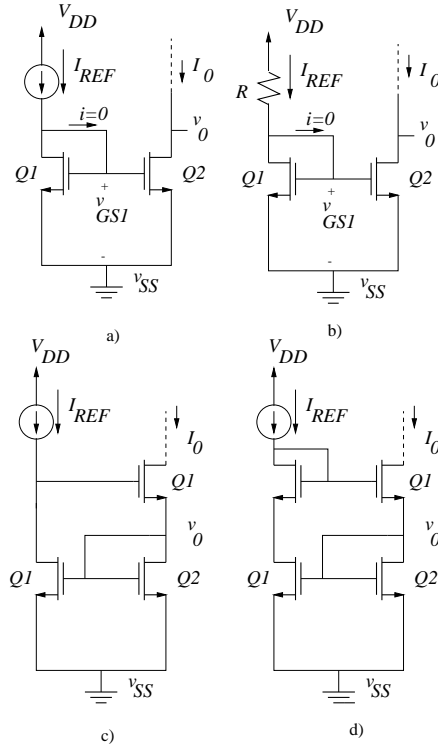 V_DD
I_REF
I_0
i=0
v_0
Q1
+
v_GS1
-
Q2
v_SS
a)
V_DD
R
I_REF
I_0
i=0
v_0
Q1
+
v_GS1
-
Q2
v_SS
b)
V_DD
I_REF
I_0
Q1
v_0
Q1
Q2
v_SS
c)
V_DD
I_REF
I_0
Q1
v_0
Q1
Q2
v_SS
d)